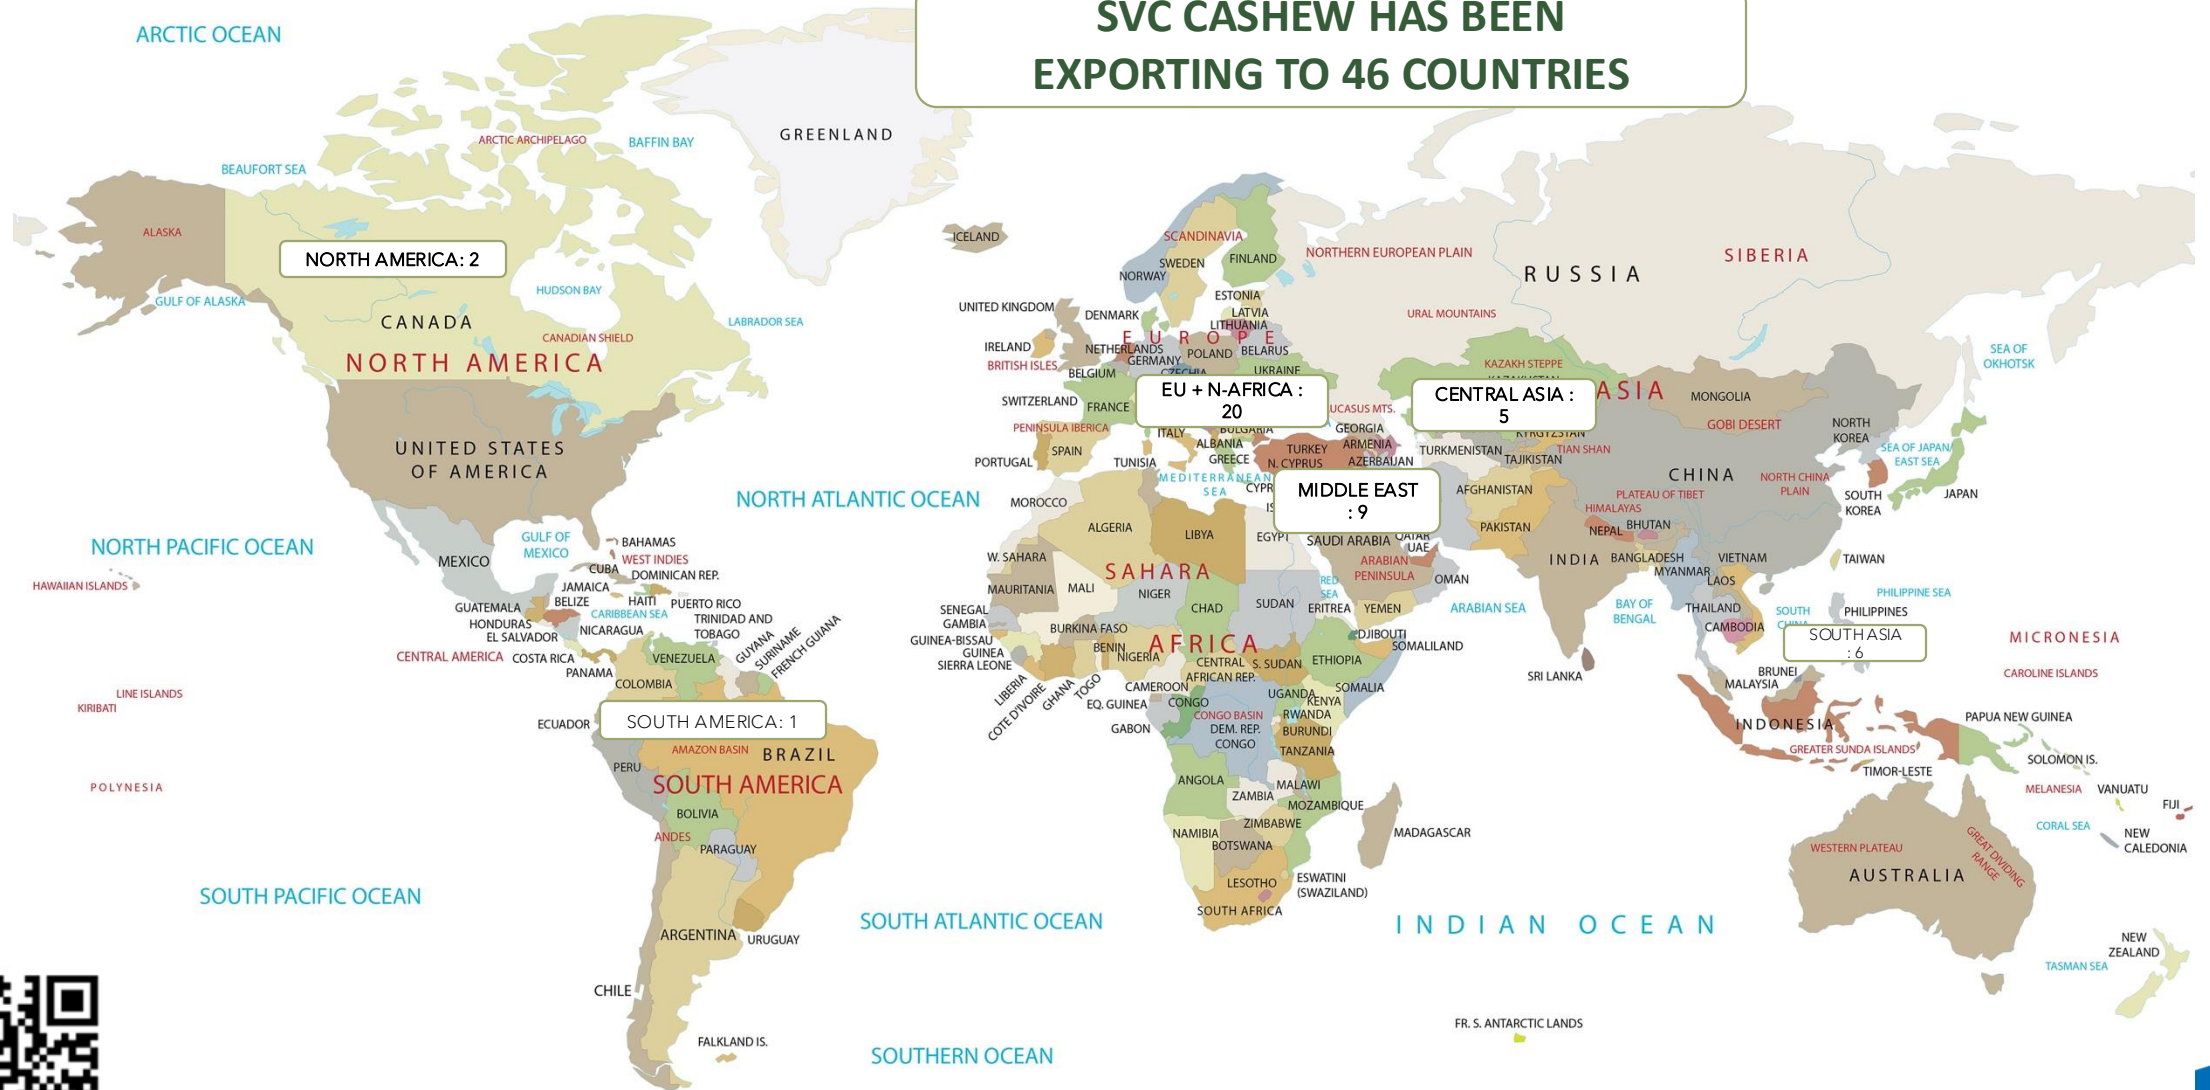 SVC CASHEW HAS BEEN
EXPORTING TO 46 COUNTRIES
ARCTIC OCEAN
GREENLAND
ARCTIC ARCHIPELAGO
BAFFIN BAY
BEAUFORT SEA
ALASKA
NORTH AMERICA: 2
GULF OF ALASKA
HUDSON BAY
CANADA
CANADIAN SHIELD
LABRADOR SEA
NORTH AMERICA
UNITED STATES
OF AMERICA
NORTH ATLANTIC OCEAN
NORTH PACIFIC OCEAN
GULF OF
MEXICO
MEXICO
BAHAMAS
WEST INDIES
CUBA
DOMINICAN REP.
HAWAIIAN ISLANDS
JAMAICA
BELIZE
HAITI
PUERTO RICO
GUATEMALA
CARIBBEAN SEA
TRINIDAD AND
TOBAGO
HONDURAS
EL SALVADOR
NICARAGUA
CENTRAL AMERICA
COSTA RICA
PANAMA
VENEZUELA
GUYANA
SURINAME
FRENCH GUIANA
COLOMBIA
LINE ISLANDS
KIRIBATI
ECUADOR
SOUTH AMERICA: 1
AMAZON BASIN
BRAZIL
PERU
SOUTH AMERICA
POLYNESIA
BOLIVIA
ANDES
PARAGUAY
SOUTH PACIFIC OCEAN
SOUTH ATLANTIC OCEAN
ARGENTINA
URUGUAY
CHILE
FALKLAND IS.
SOUTHERN OCEAN
ICELAND
SCANDINAVIA
SWEDEN
FINLAND
NORWAY
NORTHERN EUROPEAN PLAIN
RUSSIA
SIBERIA
ESTONIA
UNITED KINGDOM
DENMARK
LATVIA
LITHUANIA
URAL MOUNTAINS
EUROPE
IRELAND
NETHERLANDS
GERMANY
POLAND
BELARUS
BRITISH ISLES
BELGIUM
CZECHIA
UKRAINE
KAZAKH STEPPE
SEA OF
OKHOTSK
EU + N-AFRICA :
20
CENTRAL ASIA :
5
ASIA
MONGOLIA
SWITZERLAND
FRANCE
UCASUS MTS.
GOBI DESERT
PENINSULA IBERICA
ITALY
BULGARIA
GEORGIA
KYRGYZSTAN
NORTH
KOREA
SPAIN
ALBANIA
TURKEY
ARMENIA
TURKMENISTAN
TIAN SHAN
SEA OF JAPAN/
EAST SEA
PORTUGAL
TUNISIA
GREECE
N. CYPRUS
AZERBAIJAN
TAJIKISTAN
CHINA
NORTH CHINA
PLAIN
MEDITERRANEAN
SEA
CYPR
MIDDLE EAST
: 9
AFGHANISTAN
PLATEAU OF TIBET
SOUTH
KOREA
JAPAN
MOROCCO
IS
HIMALAYAS
ALGERIA
LIBYA
EGYPT
SAUDI ARABIA
QATAR
UAE
PAKISTAN
NEPAL
BHUTAN
W. SAHARA
SAHARA
ARABIAN
PENINSULA
INDIA
BANGLADESH
VIETNAM
TAIWAN
MYANMAR
LAOS
MAURITANIA
MALI
NIGER
CHAD
SUDAN
RED
SEA
OMAN
ERITREA
YEMEN
ARABIAN SEA
BAY OF
BENGAL
THAILAND
PHILIPPINE SEA
SENEGAL
GAMBIA
SOUTH
CHINA
PHILIPPINES
CAMBODIA
GUINEA-BISSAU
GUINEA
SIERRA LEONE
BURKINA FASO
BENIN
NIGERIA
AFRICA
DJIBOUTI
SOMALILAND
SOUTH ASIA
: 6
MICRONESIA
CENTRAL
AFRICAN REP.
S. SUDAN
ETHIOPIA
SRI LANKA
BRUNEI
MALAYSIA
CAROLINE ISLANDS
LIBERIA
COTE D'IVOIRE
GHANA
TOGO
CAMEROON
EQ. GUINEA
GABON
CONGO
UGANDA
KENYA
SOMALIA
CONGO BASIN
RWANDA
DEM. REP.
CONGO
BURUNDI
TANZANIA
INDONESIA
PAPUA NEW GUINEA
GREATER SUNDA ISLANDS
SOLOMON IS.
TIMOR-LESTE
ANGOLA
MALAWI
ZAMBIA
MOZAMBIQUE
MELANESIA
VANUATU
FIJI
ZIMBABWE
NAMIBIA
BOTSWANA
MADAGASCAR
CORAL SEA
NEW
CALEDONIA
WESTERN PLATEAU
GREAT DIVIDING
RANGE
AUSTRALIA
LESOTHO
ESWATINI
(SWAZILAND)
SOUTH AFRICA
INDIAN OCEAN
NEW
ZEALAND
TASMAN SEA
FR. S. ANTARCTIC LANDS